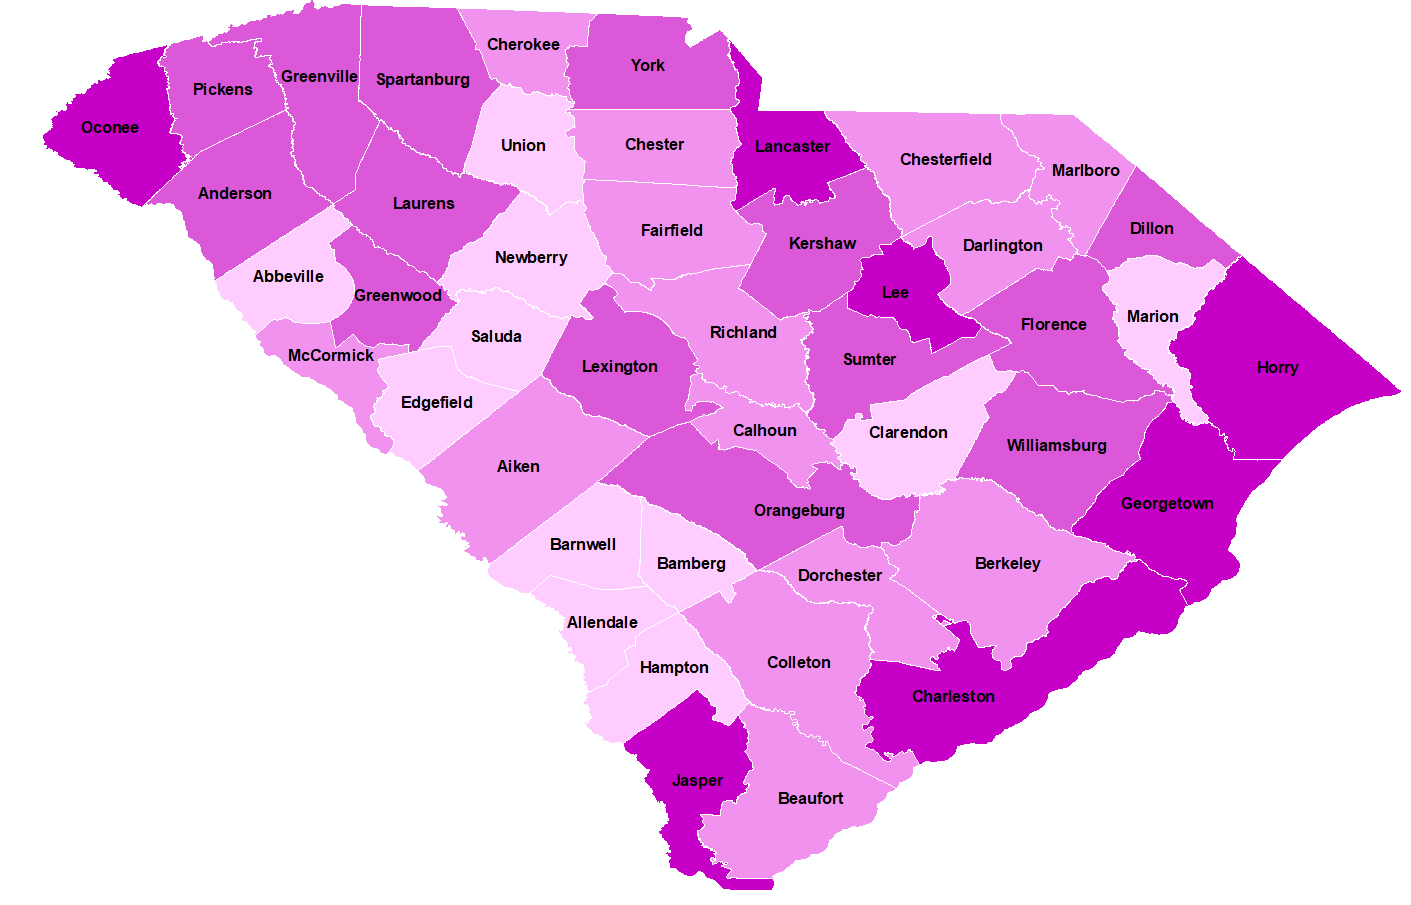 Cherokee
York
Greenville
Spartanburg
Pickens
Oconee
Union
Chester
Lancaster
Chesterfield
Marlboro
Anderson
Laurens
Fairfield
Dillon
Kershaw
Darlington
Newberry
Abbeville
Greenwood
Lee
Marion
Florence
Richland
Saluda
McCormick
Sumter
Lexington
Horry
Edgefield
Calhoun
Clarendon
Williamsburg
Aiken
Georgetown
Orangeburg
Barnwell
Bamberg
Berkeley
Dorchester
Allendale
Colleton
Hampton
Charleston
Jasper
Beaufort